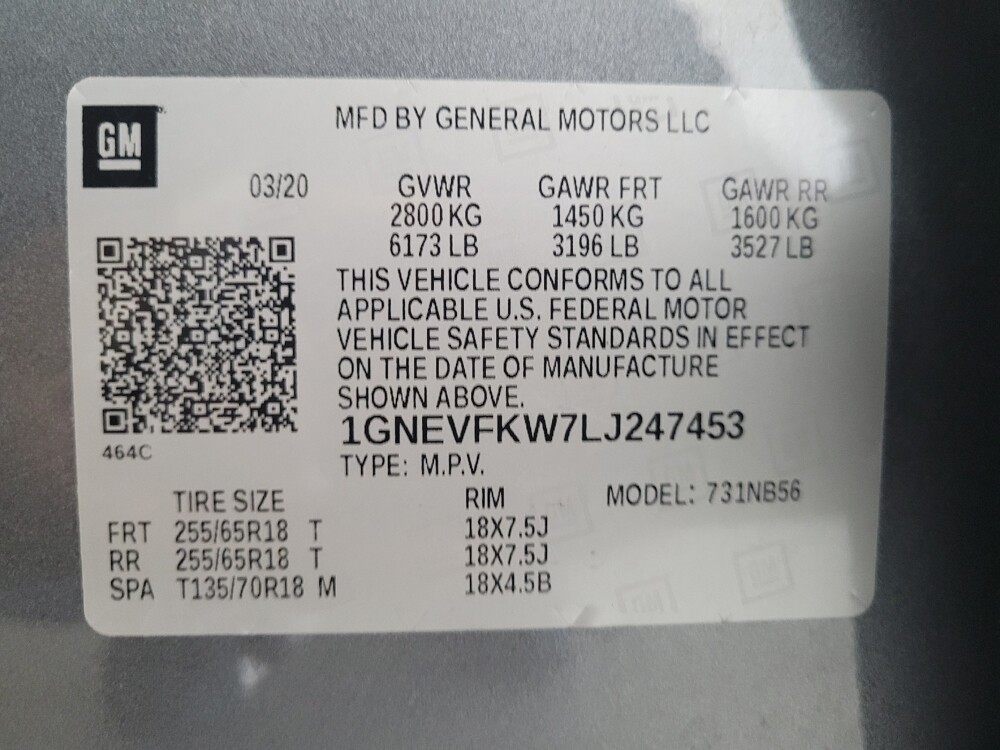 GM
MFD BY GENERAL MOTORS LLC
03/20 GVWR GAWR FRT GAWR RR
2800 KG 1450 KG 1600 KG
6173 LB 3196 LB 3527 LB
THIS VEHICLE CONFORMS TO ALL
APPLICABLE U.S. FEDERAL MOTOR
VEHICLE SAFETY STANDARDS IN EFFECT
ON THE DATE OF MANUFACTURE
SHOWN ABOVE.
1GNEVFKW7LJ247453
464C
TYPE: M.P.V.
TIRE SIZE RIM MODEL: 731NB56
FRT 255/65R18 T 18X7.5J
RR 255/65R18 T 18X7.5J
SPA T135/70R18 M 18X4.5B